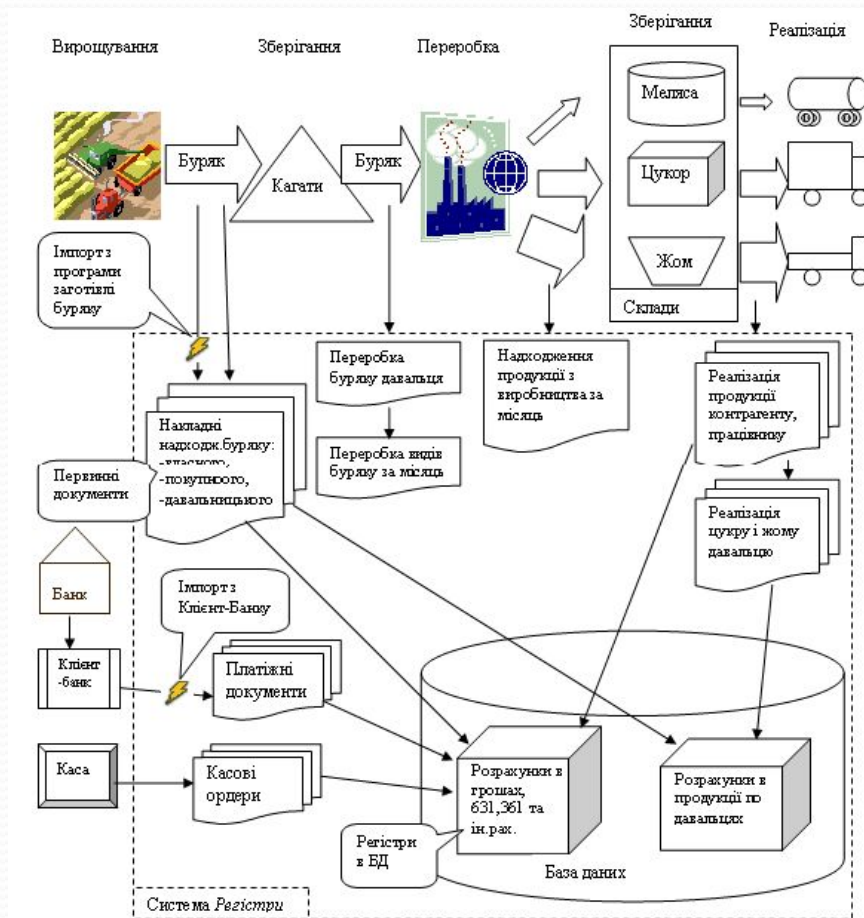 Вирощування
Зберігання
Переробка
Зберігання
Реалізація
Буряк
Кагати
Буряк
Меляса
Цукор
Жом
Склади
Імпорт з
програми
заготівлі
буряку
Переробка
буряку давальця
Надходження
продукції з
виробництва за
місяць
Реалізація
продукції
контрагенту,
працівнику
Накладні
надходж.буряку:
-власного,
-покупного,
-давальницького
Первинні
документи
Переробка видів
буряку за місяць
Реалізація
цукру і жому
давальцю
Банк
Імпорт з
Клієнт-Банку
Клієнт
-банк
Платіжні
документи
Каса
Касові
ордери
Розрахунки в
грошах,
631,361 та
ін.рах.
Розрахунки в
продукції по
давальцях
Регістри
в БД
База даних
Система Регістри